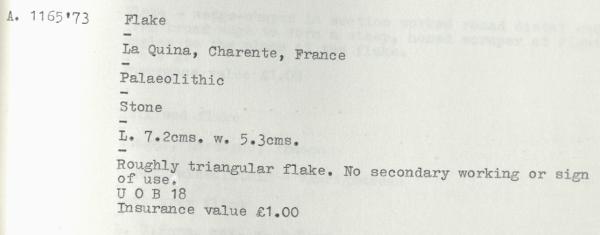 A. 1165'73 Flake
La Quina, Charente, France
Palaeolithic
Stone
L. 7.2cms. w. 5.3cms.
Roughly triangular flake. No secondary working or sign
of use.
U O B 18
Insurance value £1.00